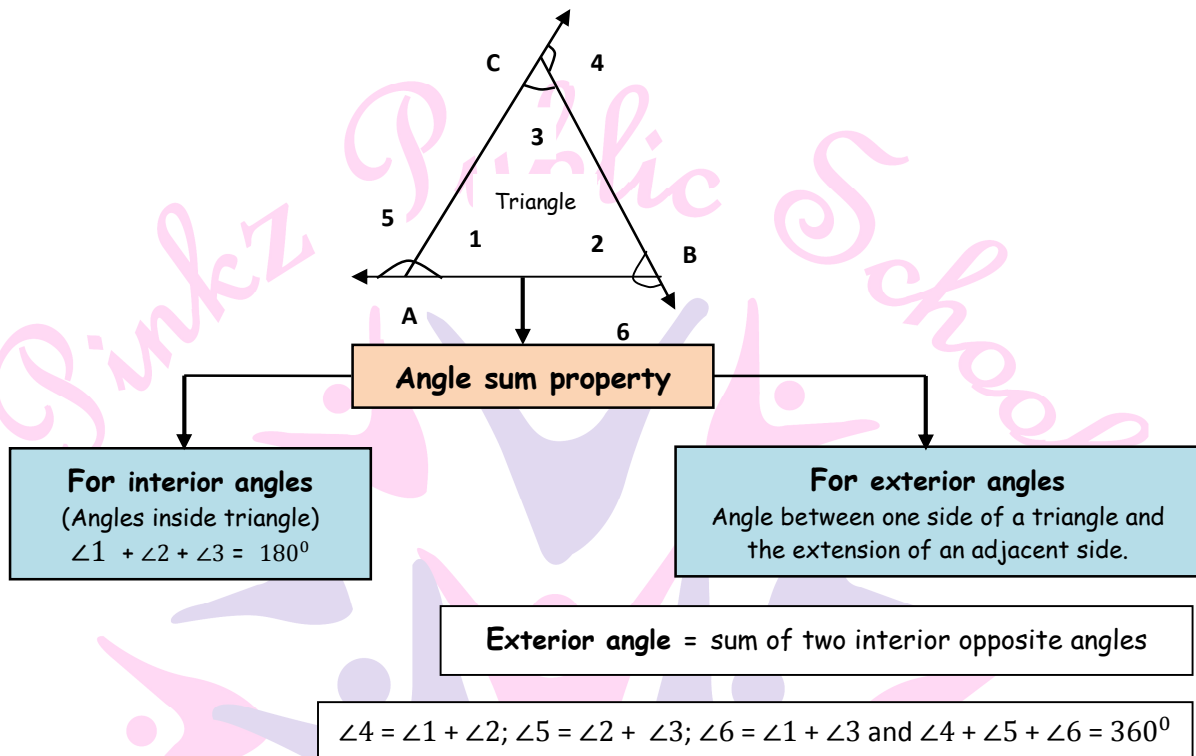 C
4
3
Triangle
5
1
2
B
A
6
Angle sum property
For interior angles
(Angles inside triangle)
∠1 + ∠2 + ∠3 = 180⁰
For exterior angles
Angle between one side of a triangle and
the extension of an adjacent side.
Exterior angle = sum of two interior opposite angles
∠4 = ∠1 + ∠2; ∠5 = ∠2 + ∠3; ∠6 = ∠1 + ∠3 and ∠4 + ∠5 + ∠6 = 360⁰
Pinkz Public School